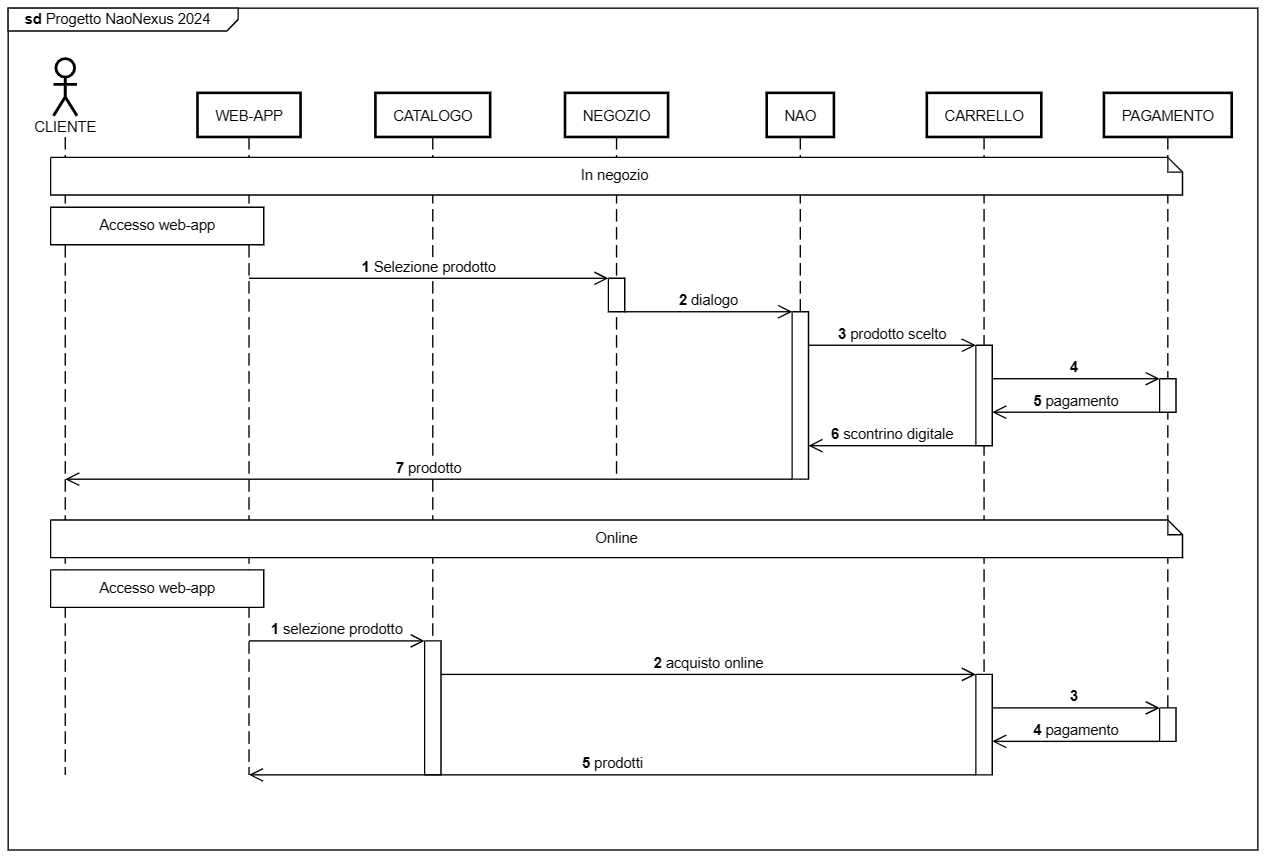 sd Progetto NaoNexus 2024
CLIENTE
WEB-APP
CATALOGO
NEGOZIO
NAO
CARRELLO
PAGAMENTO
In negozio
Accesso web-app
1 Selezione prodotto
2 dialogo
3 prodotto scelto
4
5 pagamento
6 scontrino digitale
7 prodotto
Online
Accesso web-app
1 selezione prodotto
2 acquisto online
3
4 pagamento
5 prodotti